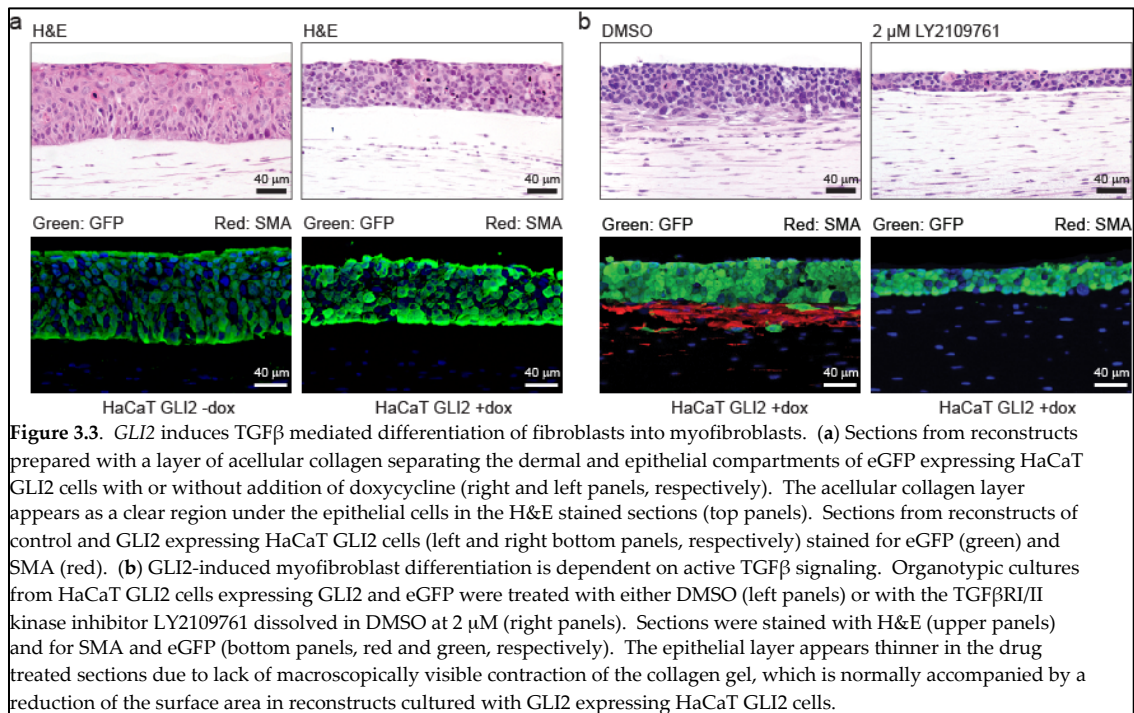 a
H&E
H&E
40 µm
40 µm
Green: GFP Red: SMA
40 µm
40 µm
HaCaT GLI2 -dox
HaCaT GLI2 +dox
b
DMSO
2 µM LY2109761
40 µm
40 µm
Green: GFP Red: SMA
40 µm
40 µm
HaCaT GLI2 +dox
HaCaT GLI2 +dox
Figure 3.3. GLI2 induces TGFβ mediated differentiation of fibroblasts into myofibroblasts. (a) Sections from reconstructs
prepared with a layer of acellular collagen separating the dermal and epithelial compartments of eGFP expressing HaCaT
GLI2 cells with or without addition of doxycycline (right and left panels, respectively). The acellular collagen layer
appears as a clear region under the epithelial cells in the H&E stained sections (top panels). Sections from reconstructs of
control and GLI2 expressing HaCaT GLI2 cells (left and right bottom panels, respectively) stained for eGFP (green) and
SMA (red). (b) GLI2-induced myofibroblast differentiation is dependent on active TGFβ signaling. Organotypic cultures
from HaCaT GLI2 cells expressing GLI2 and eGFP were treated with either DMSO (left panels) or with the TGFβRI/II
kinase inhibitor LY2109761 dissolved in DMSO at 2 µM (right panels). Sections were stained with H&E (upper panels)
and for SMA and eGFP (bottom panels, red and green, respectively). The epithelial layer appears thinner in the drug
treated sections due to lack of macroscopically visible contraction of the collagen gel, which is normally accompanied by a
reduction of the surface area in reconstructs cultured with GLI2 expressing HaCaT GLI2 cells.